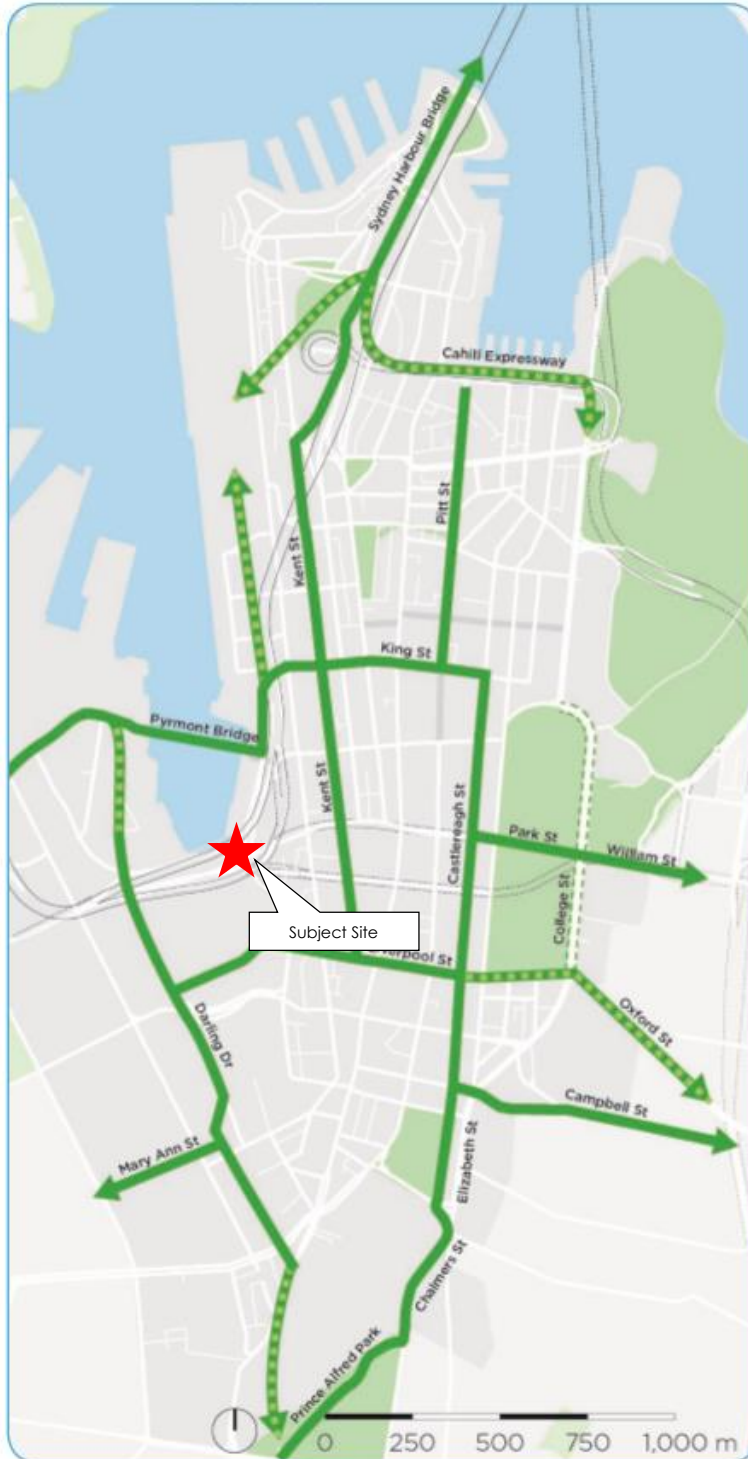 Sydney Harbour Bridge
Cahill Expressway
Pitt St
Kent St
King St
Pyrmont Bridge
Kent St
Castlereagh St
Park St
William St
College St
Subject Site
verpool St
Oxford St
Darling Dr
Campbell St
Mary Ann St
Elizabeth St
Chalmers St
Prince Alfred Park
0 250 500 750 1,000 m